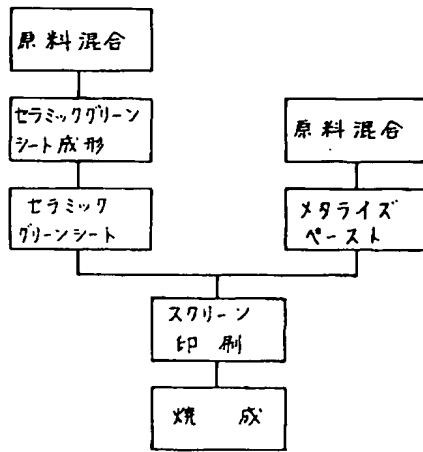 原料混合
セラミックグリーン
シート成形
セラミック
グリーンシート
原料混合
メタライズ
ペースト
スクリーン
印刷
焼成